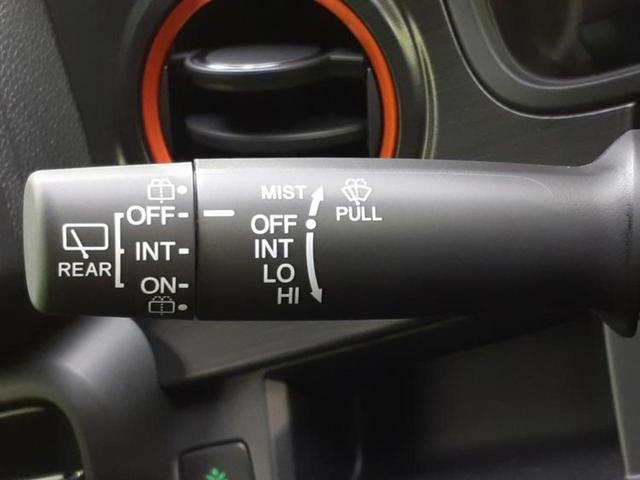 OFF
INT
ON
REAR
MIST
OFF
INT
LO
HI
PULL